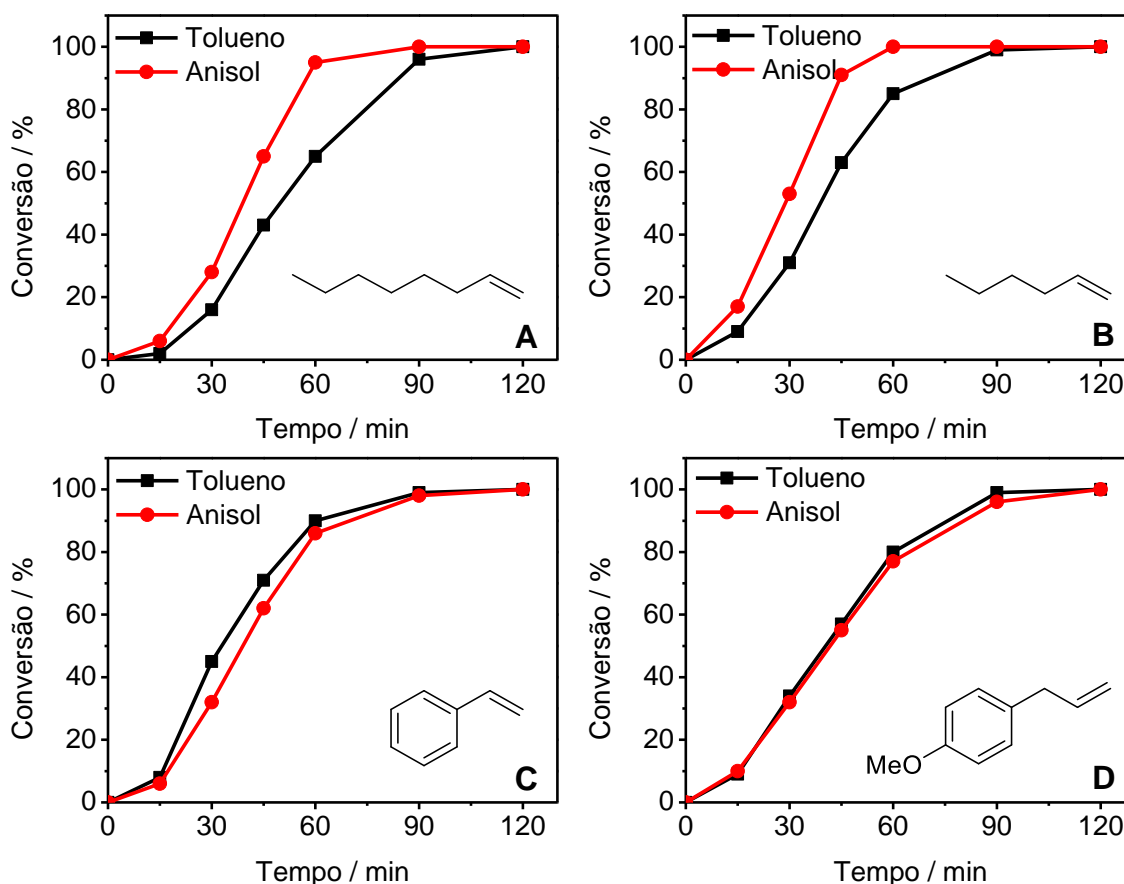 Tolueno
Anisol
Conversão / %
100
80
60
40
20
0
0 30 60 90 120
Tempo / min
A
Tolueno
Anisol
Conversão / %
100
80
60
40
20
0
0 30 60 90 120
Tempo / min
B
Tolueno
Anisol
Conversão / %
100
80
60
40
20
0
0 30 60 90 120
Tempo / min
C
Tolueno
Anisol
Conversão / %
100
80
60
40
20
0
MeO
0 30 60 90 120
Tempo / min
D